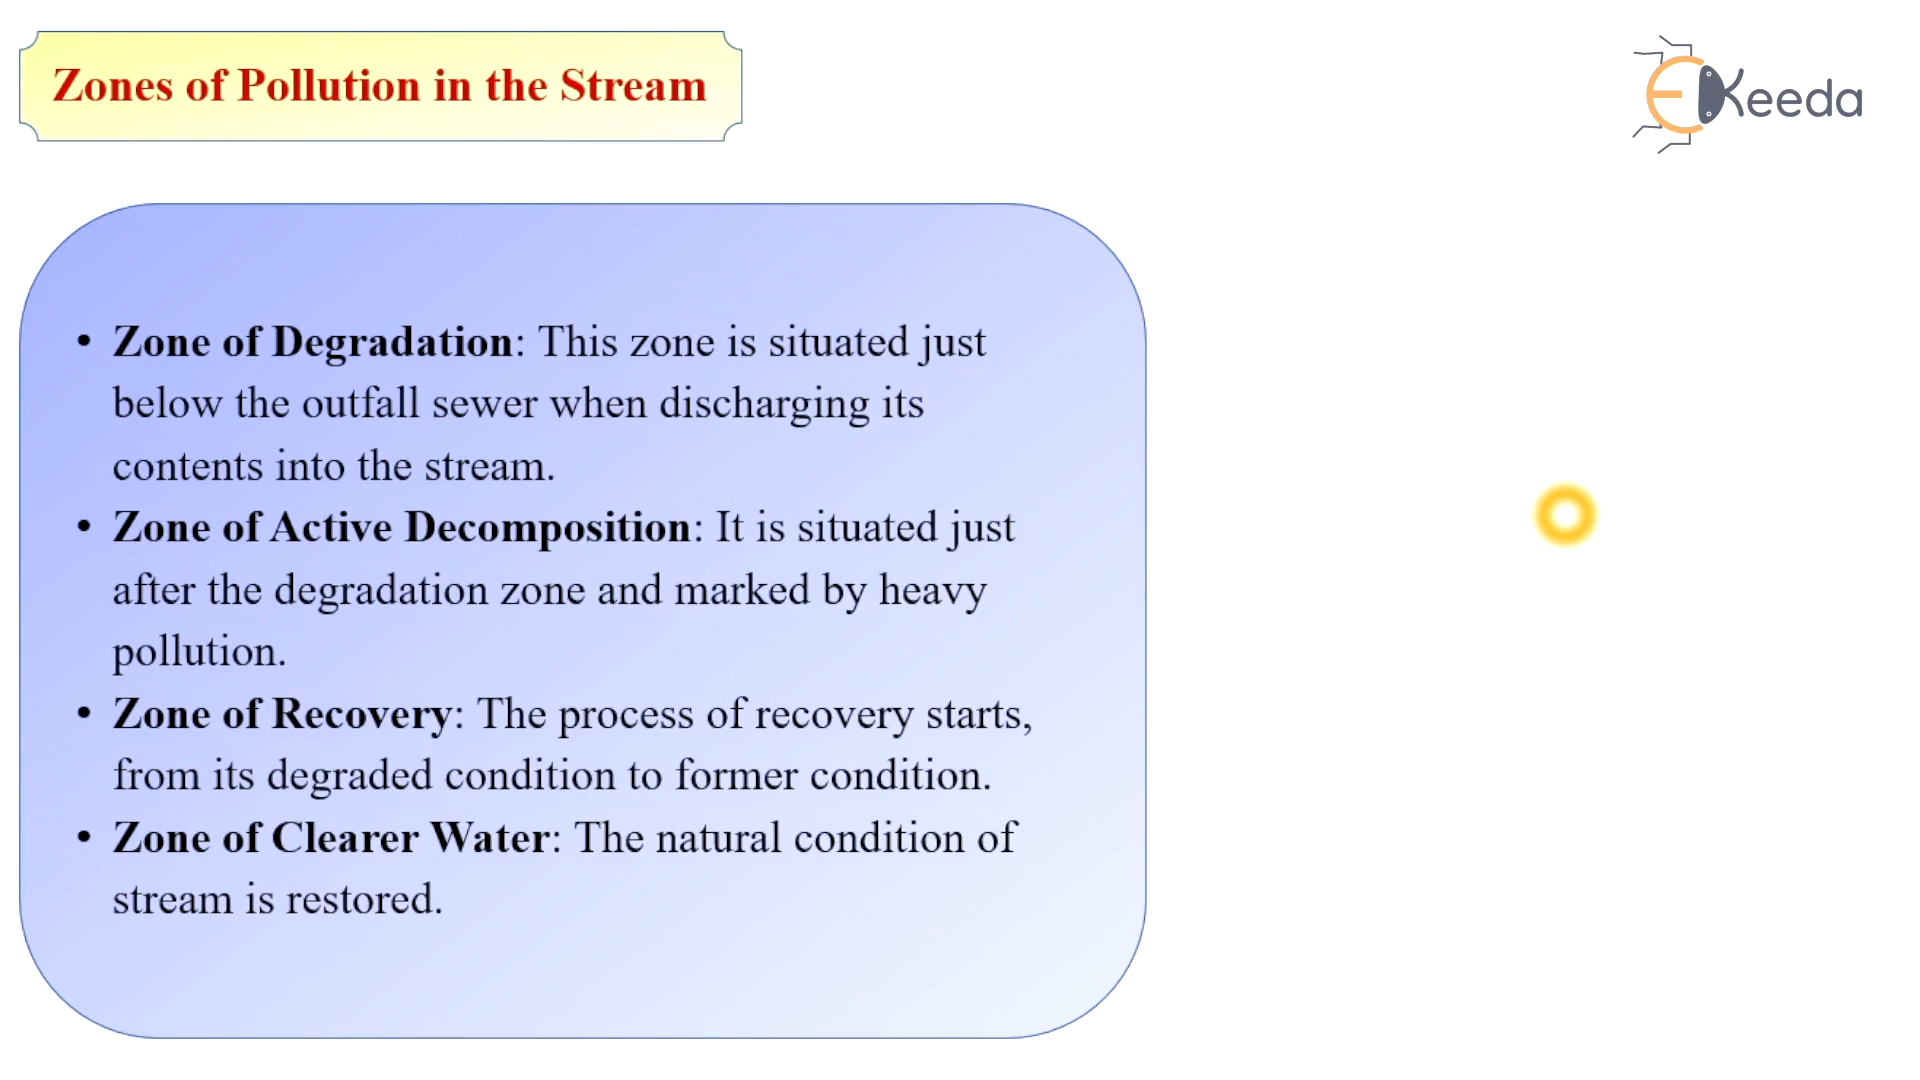 Zones of Pollution in the Stream
EKeeda
• Zone of Degradation: This zone is situated just
below the outfall sewer when discharging its
contents into the stream.
• Zone of Active Decomposition: It is situated just
after the degradation zone and marked by heavy
pollution.
• Zone of Recovery: The process of recovery starts,
from its degraded condition to former condition.
• Zone of Clearer Water: The natural condition of
stream is restored.